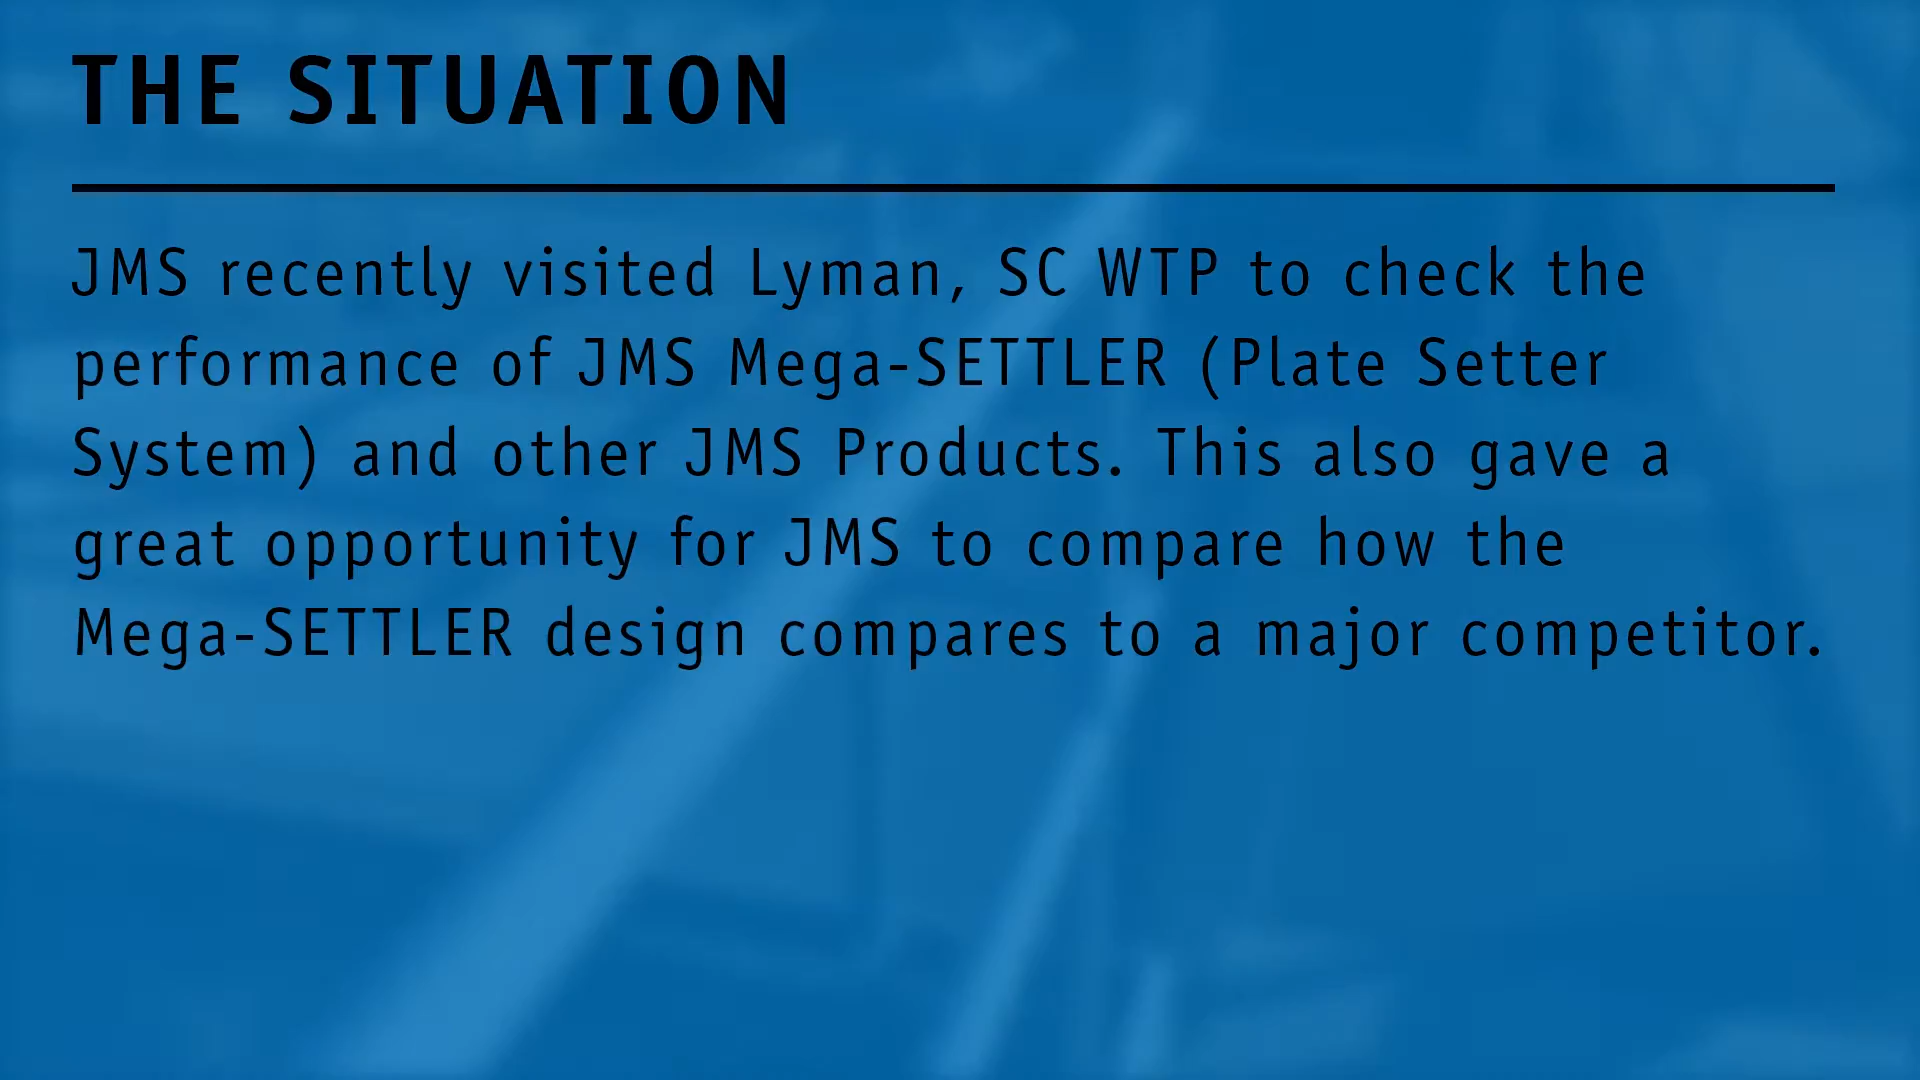 THE SITUATION
JMS recently visited Lyman, SC WTP to check the
performance of JMS Mega-SETTLER (Plate Setter
System) and other JMS Products. This also gave a
great opportunity for JMS to compare how the
Mega-SETTLER design compares to a major competitor.